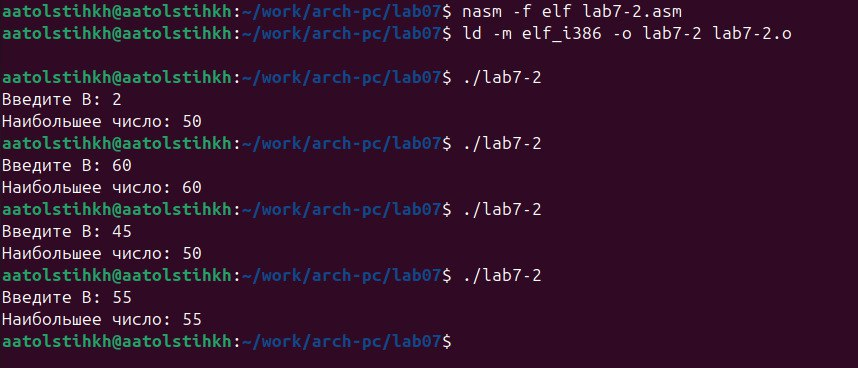 aatolstihkh@aatolstihkh:~/work/arch-pc/lab07$ nasm -f elf lab7-2.asm
aatolstihkh@aatolstihkh:~/work/arch-pc/lab07$ ld -m elf_i386 -o lab7-2 lab7-2.o
aatolstihkh@aatolstihkh:~/work/arch-pc/lab07$ ./lab7-2
Введите B: 2
Наибольшее число: 50
aatolstihkh@aatolstihkh:~/work/arch-pc/lab07$ ./lab7-2
Введите B: 60
Наибольшее число: 60
aatolstihkh@aatolstihkh:~/work/arch-pc/lab07$ ./lab7-2
Введите B: 45
Наибольшее число: 50
aatolstihkh@aatolstihkh:~/work/arch-pc/lab07$ ./lab7-2
Введите B: 55
Наибольшее число: 55
aatolstihkh@aatolstihkh:~/work/arch-pc/lab07$